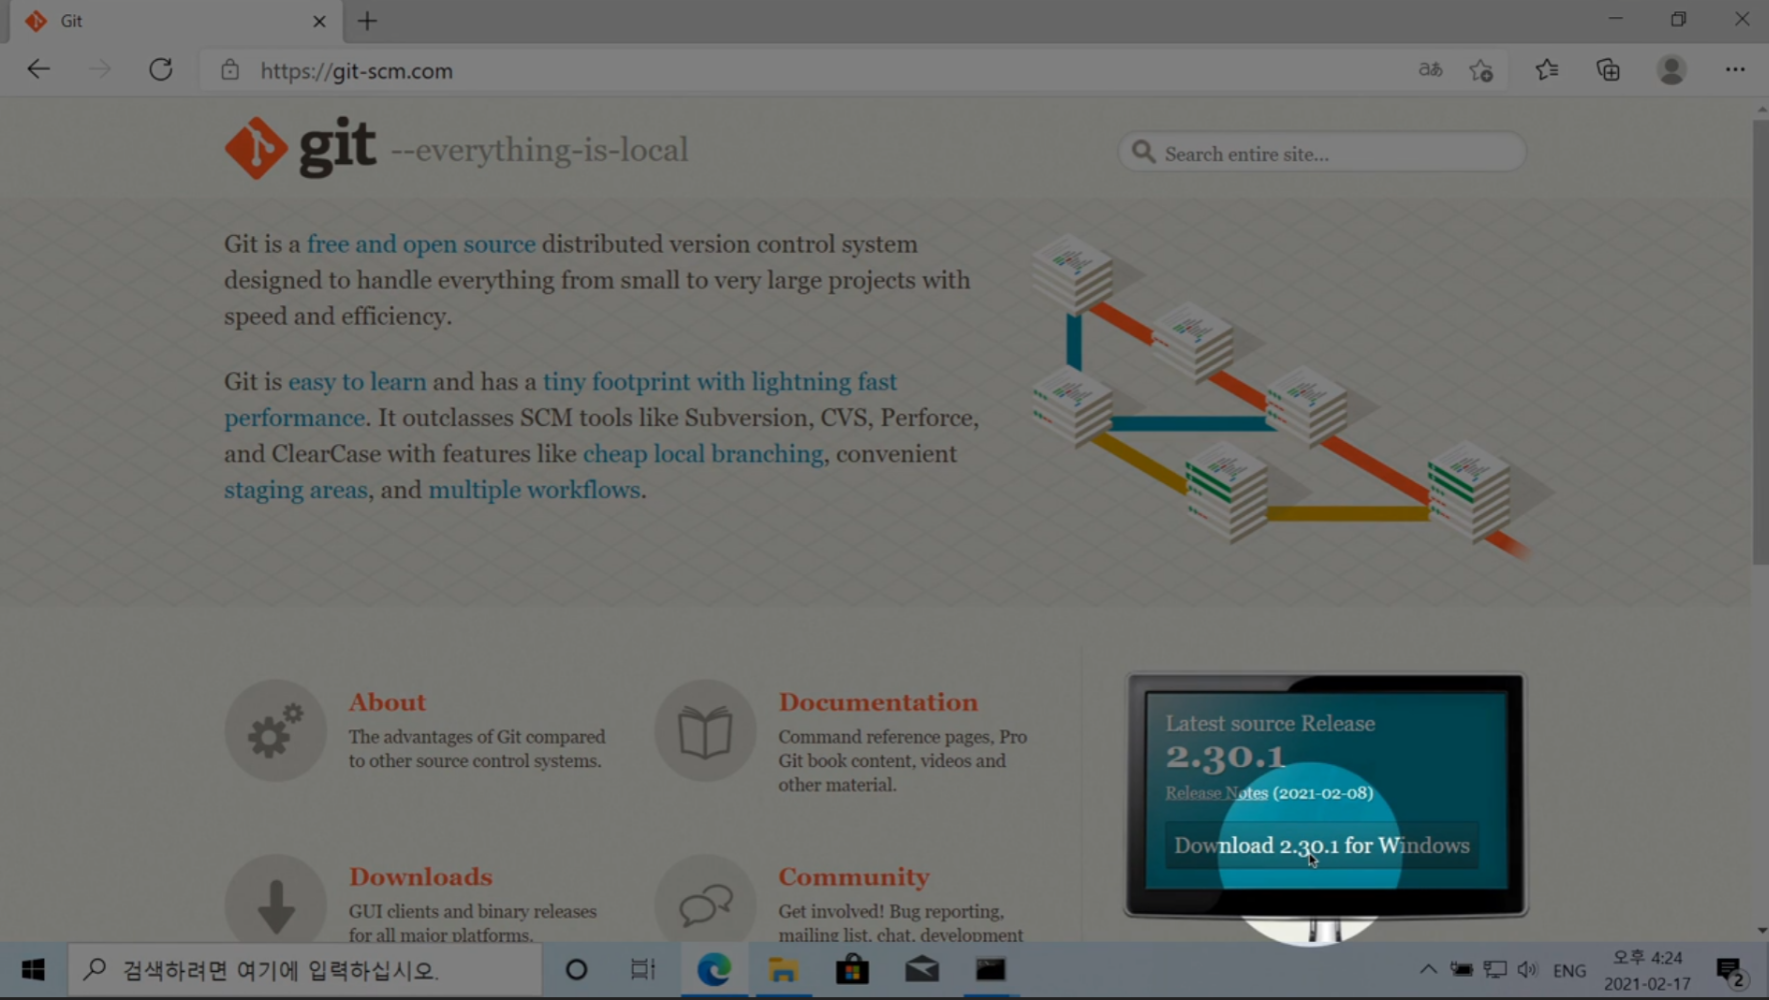 Git
https://git-scm.com
aあ
git --everything-is-local
Search entire site...
Git is a free and open source distributed version control system
designed to handle everything from small to very large projects with
speed and efficiency.
Git is easy to learn and has a tiny footprint with lightning fast
performance. It outclasses SCM tools like Subversion, CVS, Perforce,
and ClearCase with features like cheap local branching, convenient
staging areas, and multiple workflows.
About
The advantages of Git compared
to other source control systems.
Documentation
Command reference pages, Pro
Git book content, videos and
other material.
Latest source Release
2.30.1
Release Notes (2021-02-08)
Download 2.30.1 for Windows
Downloads
GUI clients and binary releases
for all major platforms.
Community
Get involved! Bug reporting,
mailing list, chat, development
검색하려면 여기에 입력하십시오.
ENG
오후 4:24
2021-02-17
2